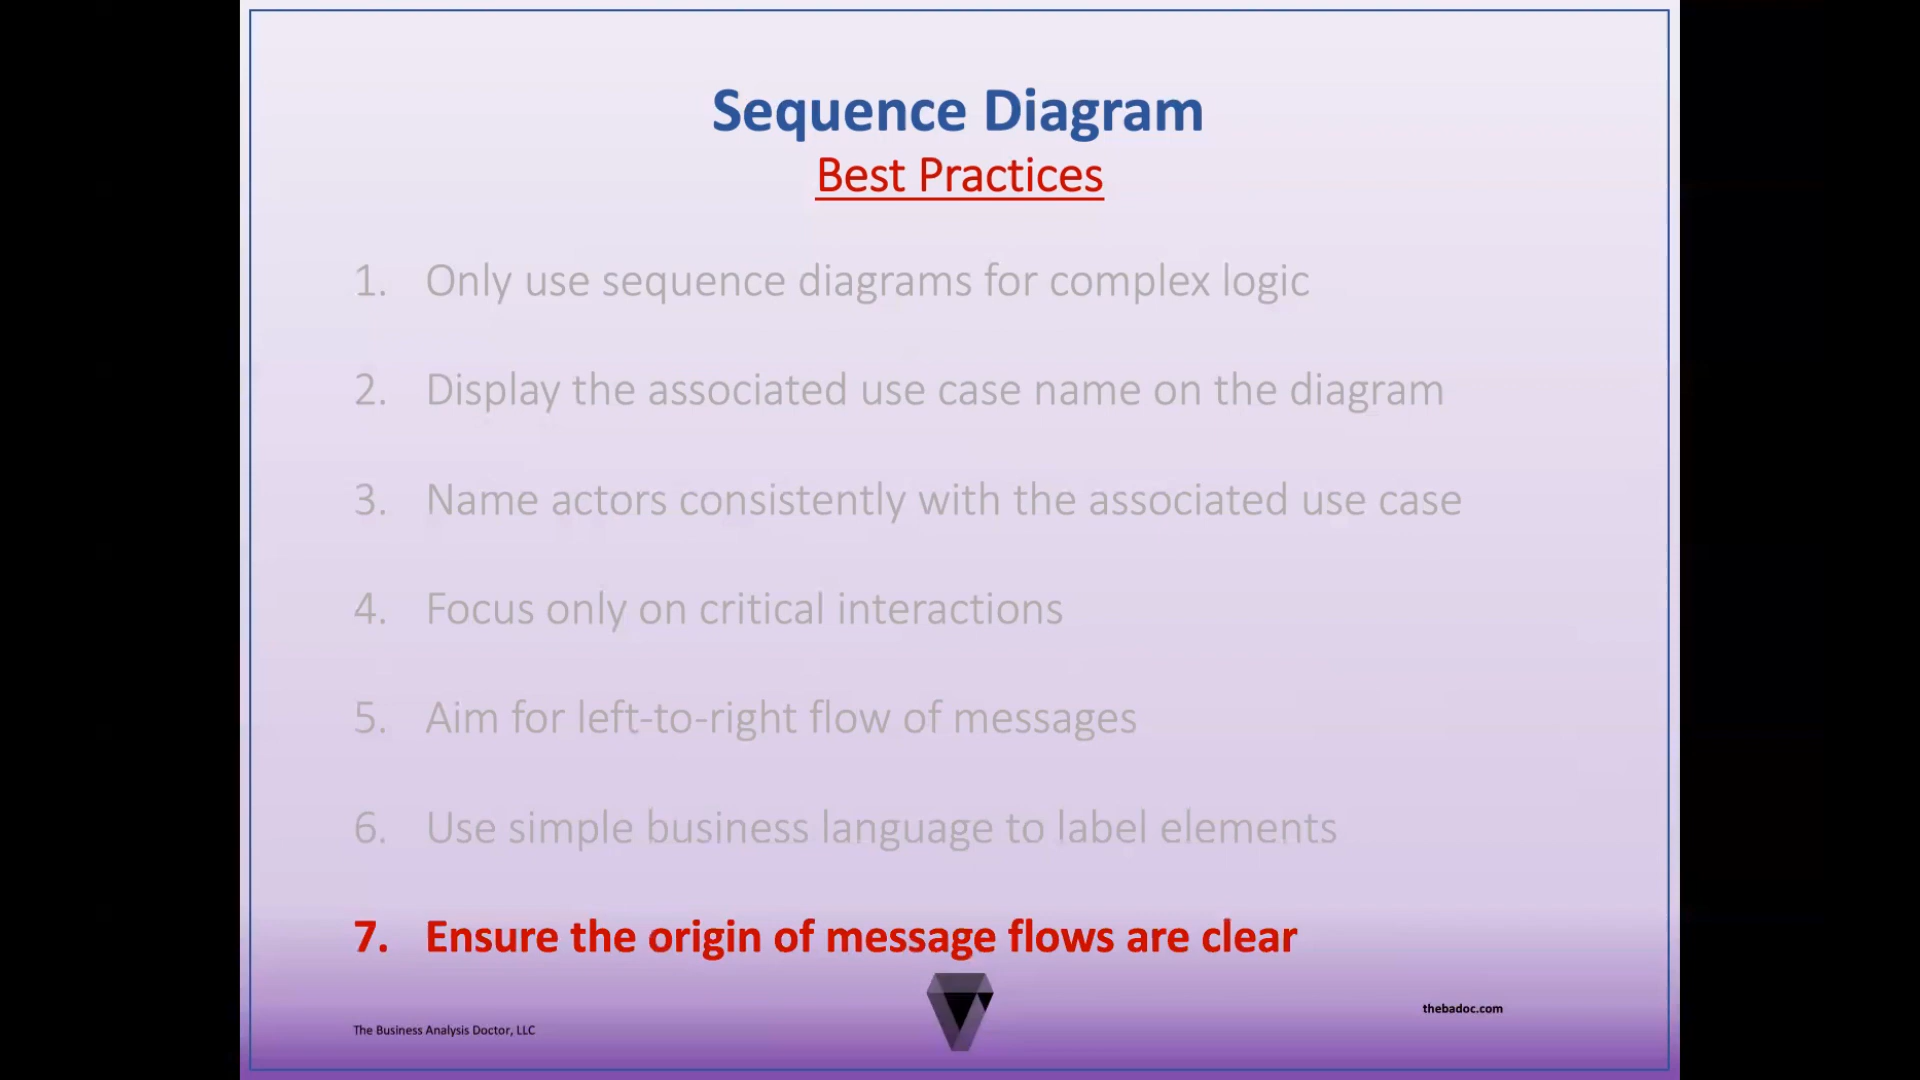 Sequence Diagram
Best Practices
1. Only use sequence diagrams for complex logic
2. Display the associated use case name on the diagram
3. Name actors consistently with the associated use case
4. Focus only on critical interactions
5. Aim for left-to-right flow of messages
6. Use simple business language to label elements
7. Ensure the origin of message flows are clear
thebadoc.com
The Business Analysis Doctor, LLC